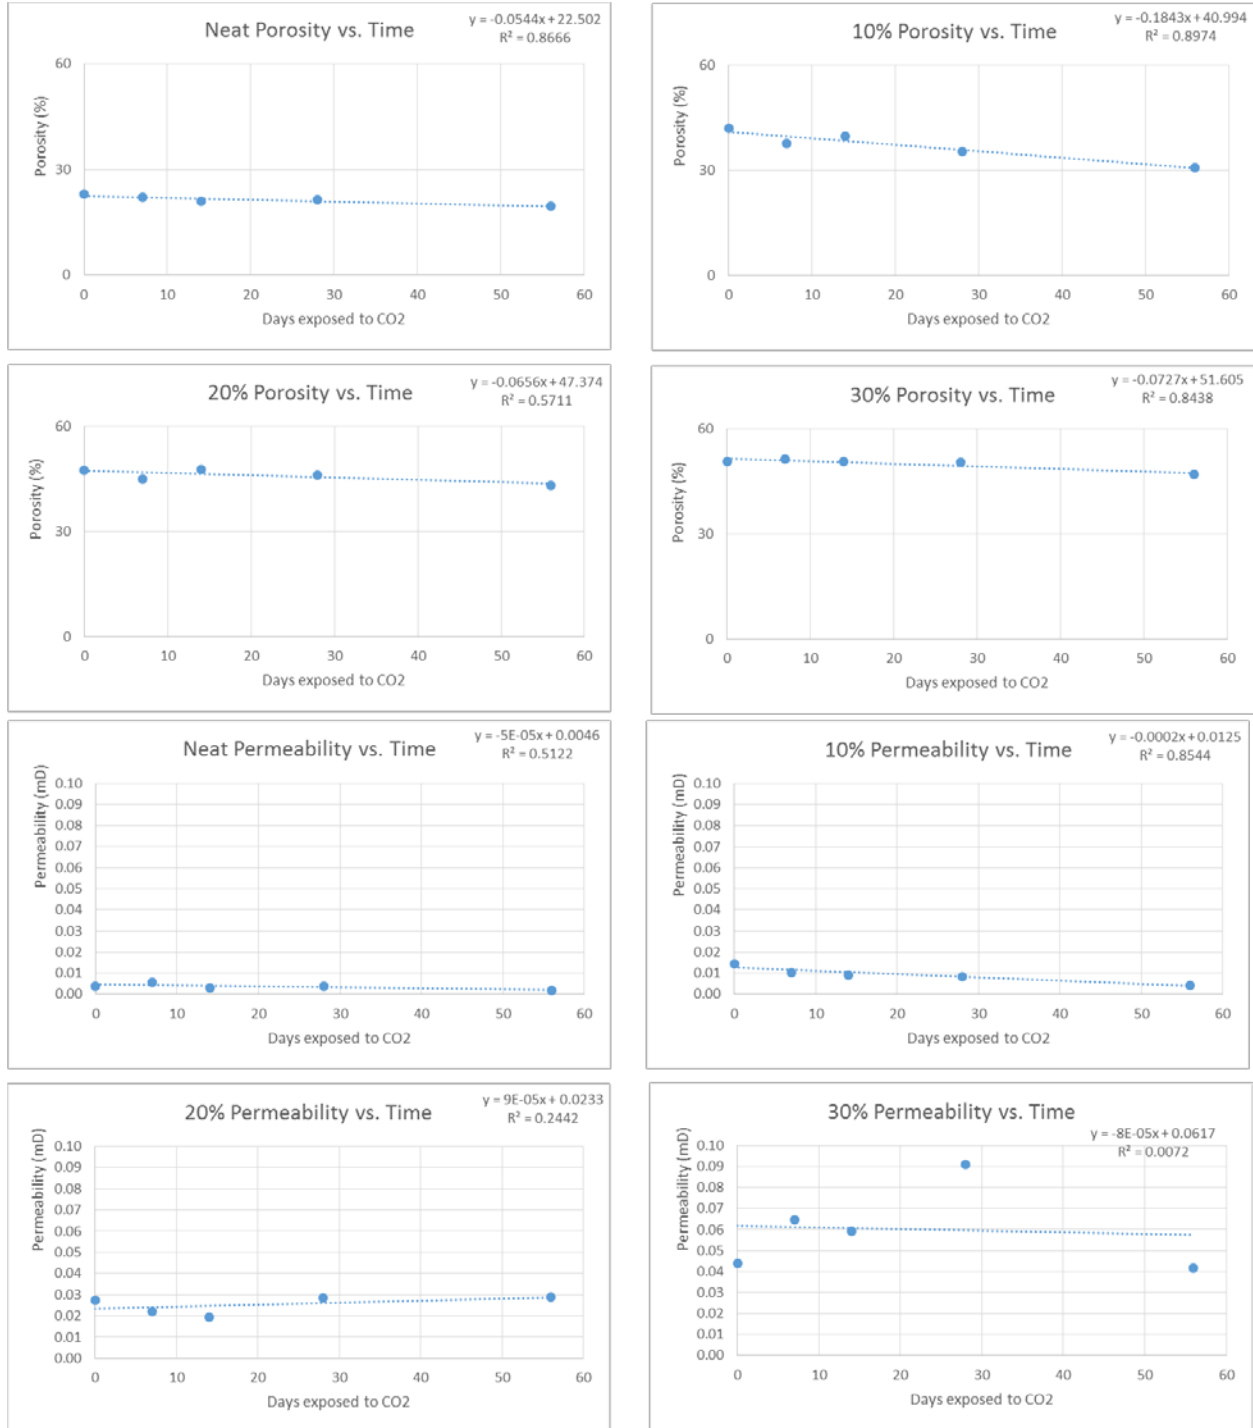 Neat Porosity vs. Time
y = -0.0544x + 22.502
R² = 0.8666
Porosity (%)
60
30
0
0 10 20 30 40 50 60
Days exposed to CO2
10% Porosity vs. Time
y = -0.1843x + 40.994
R² = 0.8974
Porosity (%)
60
30
0
0 10 20 30 40 50 60
Days exposed to CO2
20% Porosity vs. Time
y = -0.0656x + 47.374
R² = 0.5711
Porosity (%)
60
30
0
0 10 20 30 40 50 60
Days exposed to CO2
30% Porosity vs. Time
y = -0.0727x + 51.605
R² = 0.8438
Porosity (%)
60
30
0
0 10 20 30 40 50 60
Days exposed to CO2
Neat Permeability vs. Time
y = -5E-05x + 0.0046
R² = 0.5122
Permeability (mD)
0.10
0.09
0.08
0.07
0.06
0.05
0.04
0.03
0.02
0.01
0.00
0 10 20 30 40 50 60
Days exposed to CO2
10% Permeability vs. Time
y = -0.0002x + 0.0125
R² = 0.8544
Permeability (mD)
0.10
0.09
0.08
0.07
0.06
0.05
0.04
0.03
0.02
0.01
0.00
0 10 20 30 40 50 60
Days exposed to CO2
20% Permeability vs. Time
y = 9E-05x + 0.0233
R² = 0.2442
Permeability (mD)
0.10
0.09
0.08
0.07
0.06
0.05
0.04
0.03
0.02
0.01
0.00
0 10 20 30 40 50 60
Days exposed to CO2
30% Permeability vs. Time
y = -8E-05x + 0.0617
R² = 0.0072
Permeability (mD)
0.10
0.09
0.08
0.07
0.06
0.05
0.04
0.03
0.02
0.01
0.00
0 10 20 30 40 50 60
Days exposed to CO2